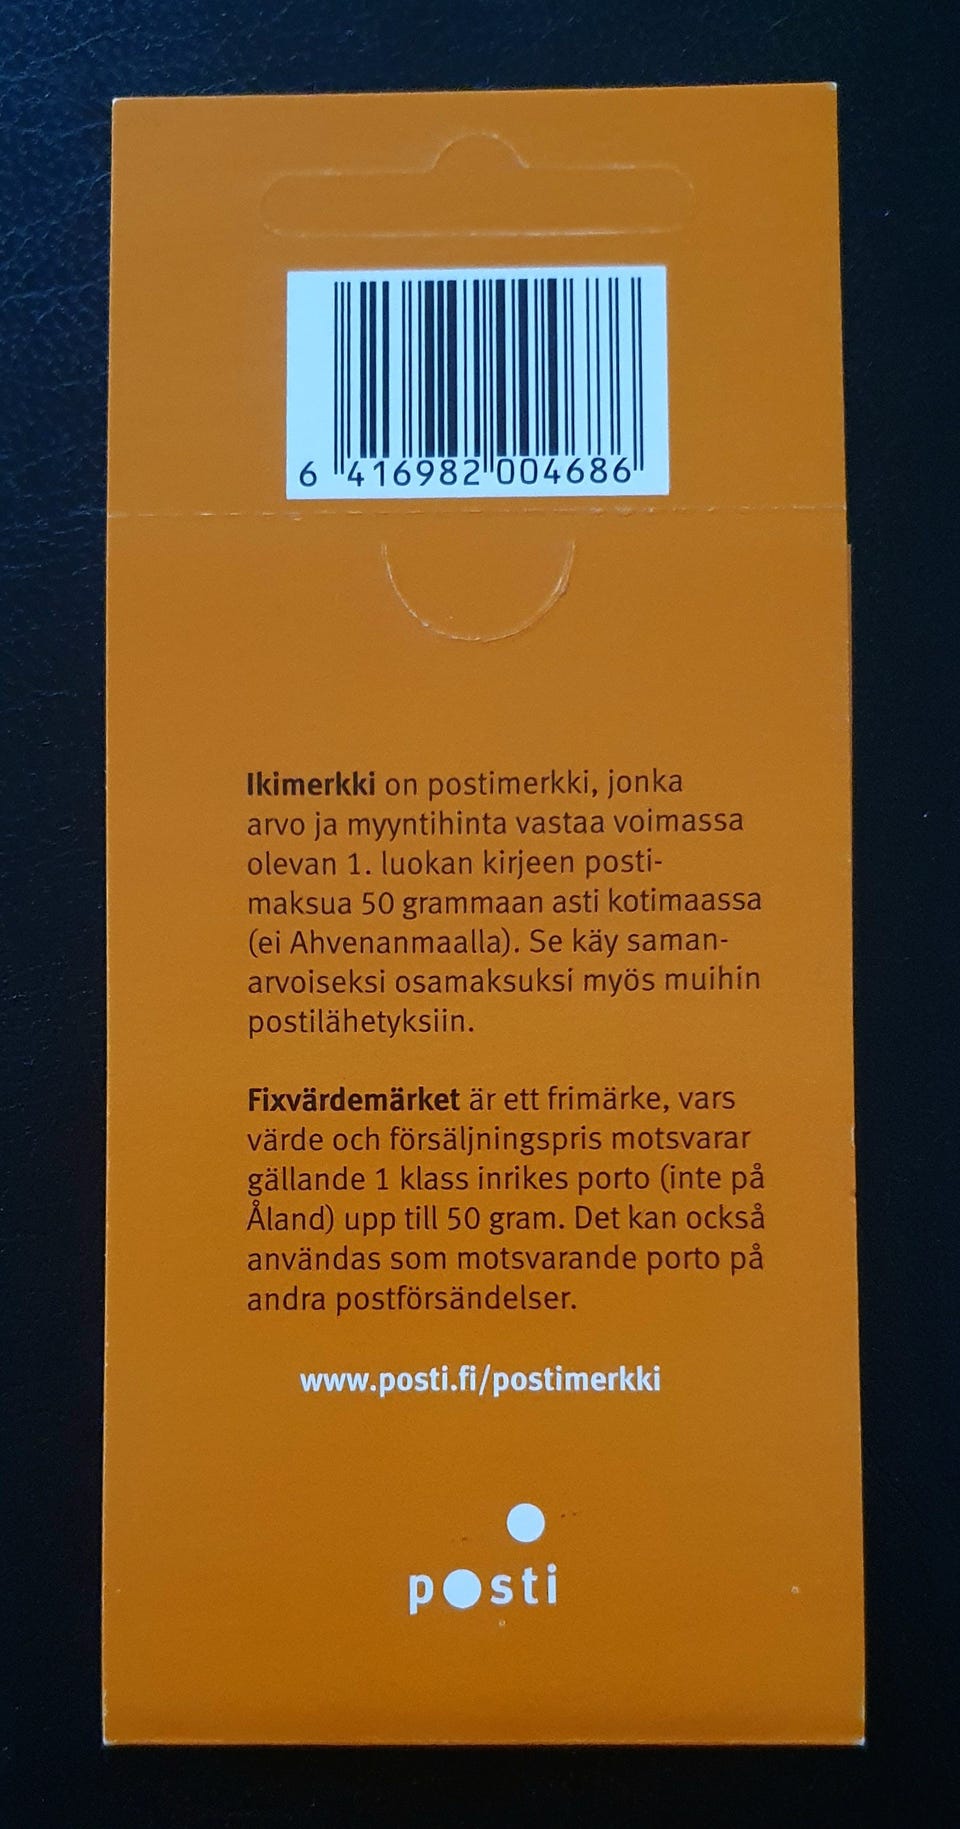 6 416982 004686
Ikimerkki on postimerkki, jonka
arvo ja myyntihinta vastaa voimassa
olevan 1. luokan kirjeen posti-
maksua 50 grammaan asti kotimaassa
(ei Ahvenanmaalla). Se käy saman-
arvoiseksi osamaksuksi myös muihin
postilähetyksiin.
Fixvärdemärket är ett frimärke, vars
värde och försäljningspris motsvarar
gällande 1 klass inrikes porto (inte på
Åland) upp till 50 gram. Det kan också
användas som motsvarande porto på
andra postförsändelser.
www.posti.fi/postimerkki
posti